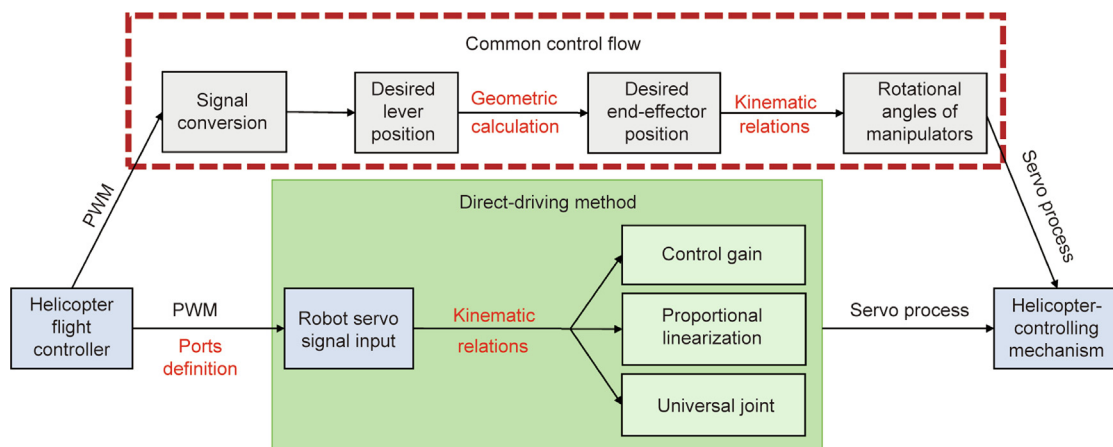 Common control flow
Signal
conversion
Desired
lever
position
Geometric
calculation
Desired
end-effector
position
Kinematic
relations
Rotational
angles of
manipulators
PWM
Servo process
Direct-driving method
Helicopter
flight
controller
PWM
Ports
definition
Robot servo
signal input
Kinematic
relations
Control gain
Proportional
linearization
Universal joint
Servo process
Helicopter-
controlling
mechanism